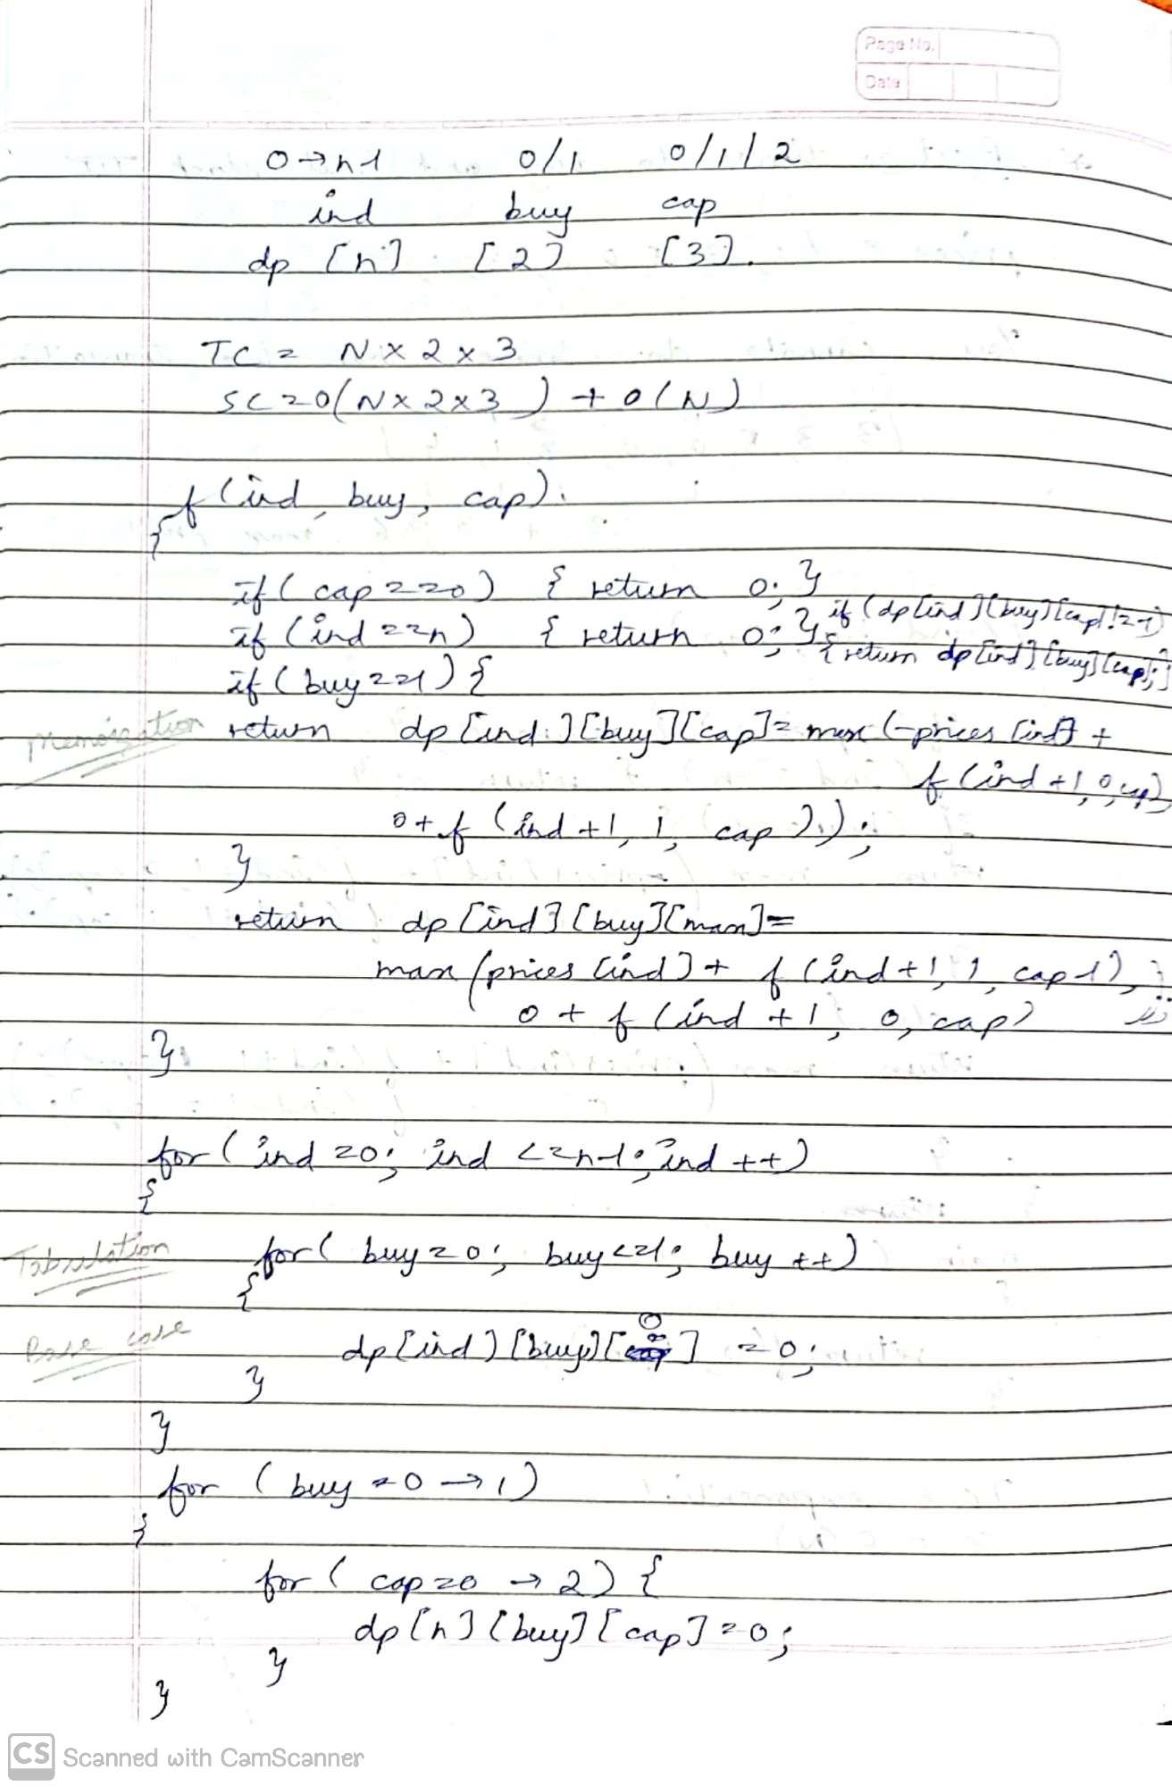 Page No.
Date
0→n-1 0/1 0/1/2
ind buy cap
dp [n] [2] [3].
TC = N x 2 x 3
SC = O(N x 2 x 3) + O(N)
f (ind, buy, cap).
{
if ( cap == 0) { return 0; }
if (ind == n) { return 0; } if (dp[ind][buy][cap]!=-1)
{ return dp[ind][buy][cap];}
if (buy == 1) {
Memoization return dp [ind] [buy][cap] = max (-prices [ind] +
f (ind +1, 0, cap),
0+ f (ind +1, 1, cap ));
}
return dp [ind] [buy][max] =
max (prices [ind] + f (ind+1, 1, cap-1),
0 + f (ind +1, 0, cap)
}
for ( ind =0; ind <=n-1; ind ++)
{
Tabulation for( buy = 0; buy <=1; buy ++)
{
Base case dp [ind] [buy] [0] = 0;
}
}
for ( buy = 0 → 1)
{
for ( cap=0 → 2) {
dp [n] [buy] [cap] = 0;
}
}
CS Scanned with CamScanner